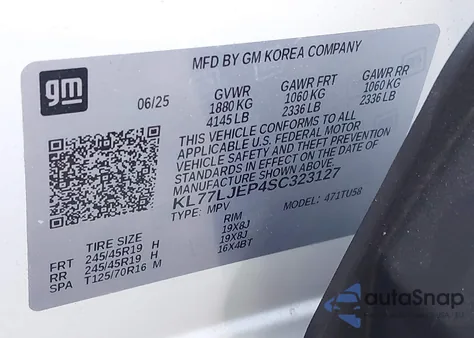 gm
MFD BY GM KOREA COMPANY
06/25 GVWR GAWR FRT GAWR RR
1880 KG 1060 KG 1060 KG
4145 LB 2336 LB 2336 LB
THIS VEHICLE CONFORMS TO ALL
APPLICABLE U.S. FEDERAL MOTOR
VEHICLE SAFETY AND THEFT PREVENTION
STANDARDS IN EFFECT ON THE DATE OF
MANUFACTURE SHOWN ABOVE.
KL77LJEP4SC323127
TYPE: MPV MODEL: 471TU58
TIRE SIZE RIM
FRT 245/45R19 H 19X8J
RR 245/45R19 H 19X8J
SPA T125/70R16 M 16X4BT
autoSnap